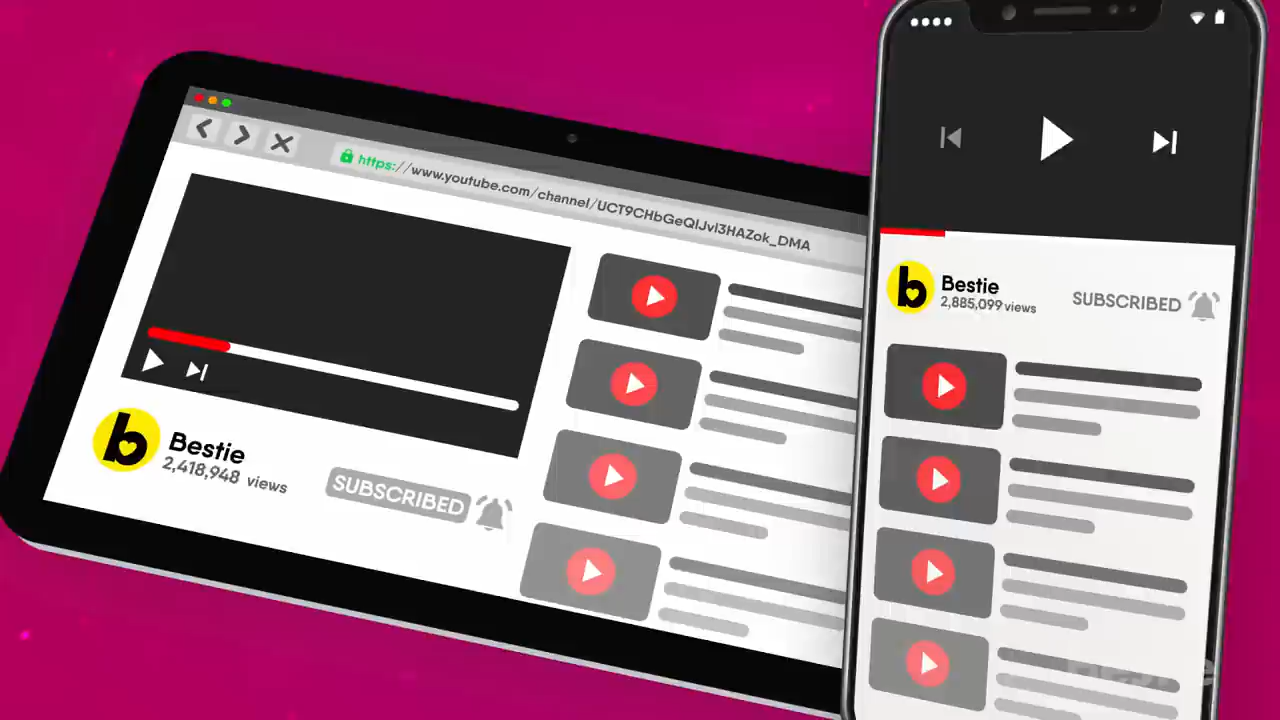 https://www.youtube.com/channel/UCT9CHbGeQIJvI3HAZok_DMA
b
Bestie
2,418,948 views
SUBSCRIBED
b
Bestie
2,885,099 views
SUBSCRIBED